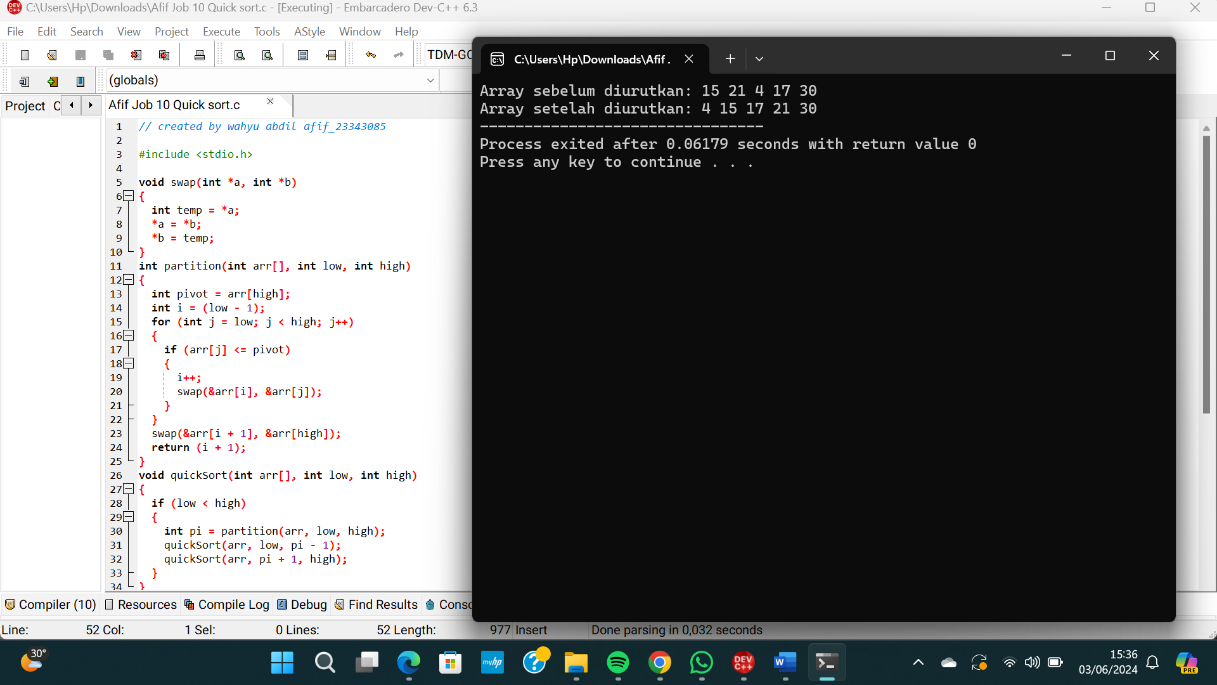 C:\Users\Hp\Downloads\Afif Job 10 Quick sort.c - [Executing] - Embarcadero Dev-C++ 6.3
File Edit Search View Project Execute Tools AStyle Window Help
TDM-GC
(globals)
Project C
Afif Job 10 Quick sort.c
1 // created by wahyu abdil afif_23343085
2
3 #include <stdio.h>
4
5 void swap(int *a, int *b)
6 {
7 int temp = *a;
8 *a = *b;
9 *b = temp;
10 }
11 int partition(int arr[], int low, int high)
12 {
13 int pivot = arr[high];
14 int i = (low - 1);
15 for (int j = low; j < high; j++)
16 {
17 if (arr[j] <= pivot)
18 {
19 i++;
20 swap(&arr[i], &arr[j]);
21 }
22 }
23 swap(&arr[i + 1], &arr[high]);
24 return (i + 1);
25 }
26 void quickSort(int arr[], int low, int high)
27 {
28 if (low < high)
29 {
30 int pi = partition(arr, low, high);
31 quickSort(arr, low, pi - 1);
32 quickSort(arr, pi + 1, high);
33 }
34 }
C:\Users\Hp\Downloads\Afif.
Array sebelum diurutkan: 15 21 4 17 30
Array setelah diurutkan: 4 15 17 21 30
--------------------------------
Process exited after 0.06179 seconds with return value 0
Press any key to continue . . .
Compiler (10) Resources Compile Log Debug Find Results Conso
Line: 52 Col: 1 Sel: 0 Lines: 52 Length: 977 Insert Done parsing in 0,032 seconds
30°
myhp
DEV C++
W
PRE
15:36
03/06/2024